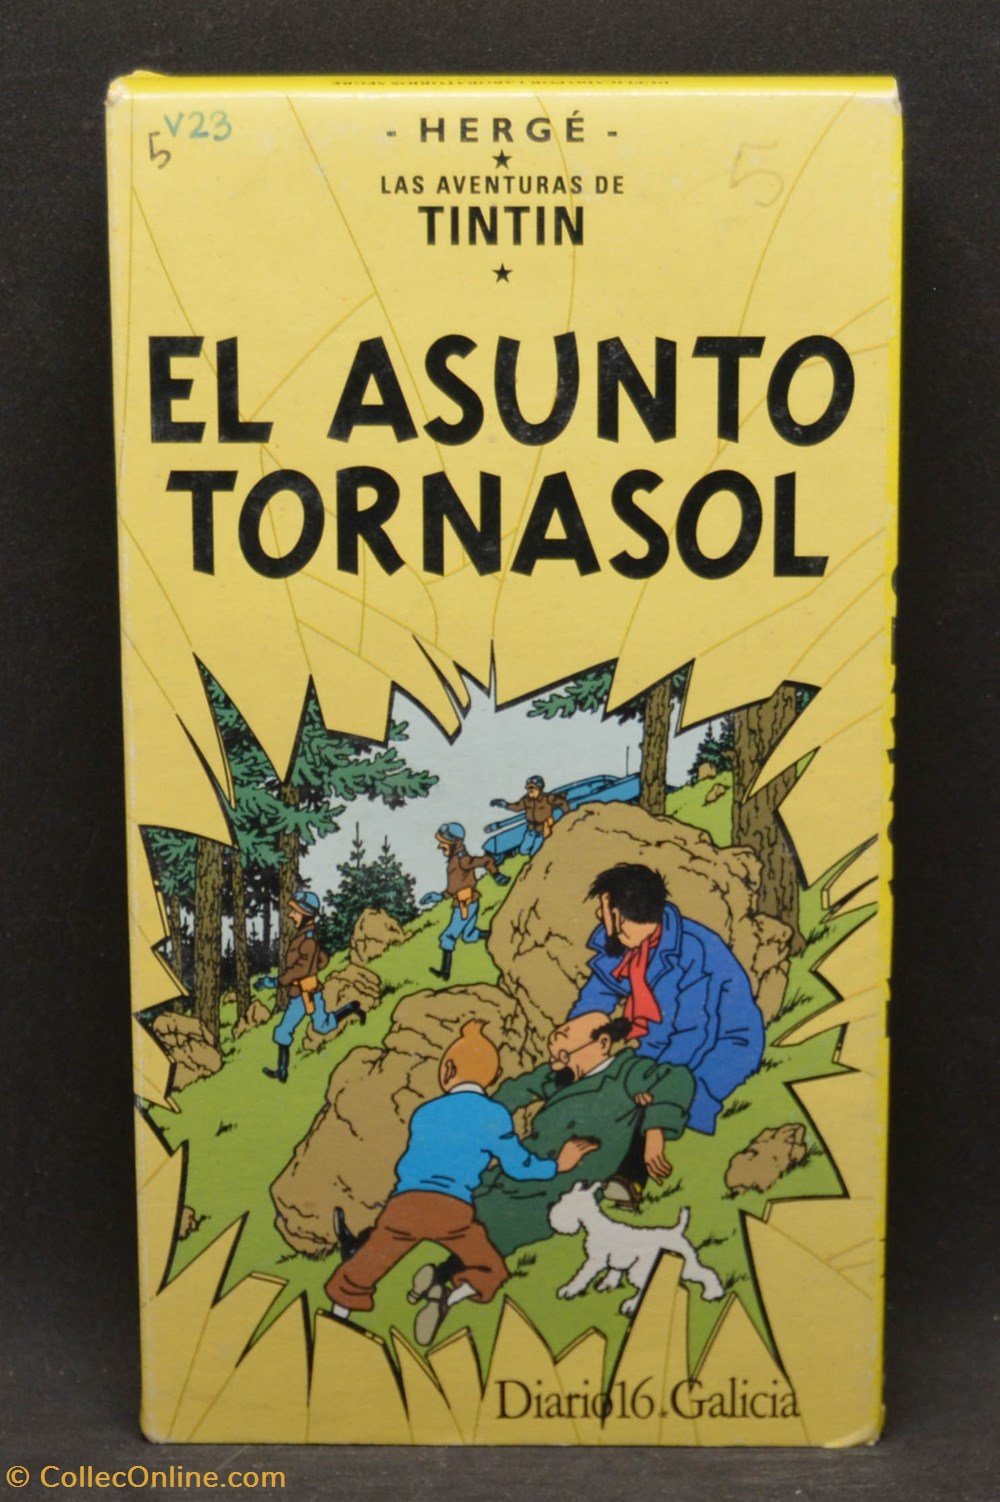 V23
5
- HERGÉ -
5
LAS AVENTURAS DE
TINTIN
EL ASUNTO
TORNASOL
Diario16.Galicia
© CollecOnline.com